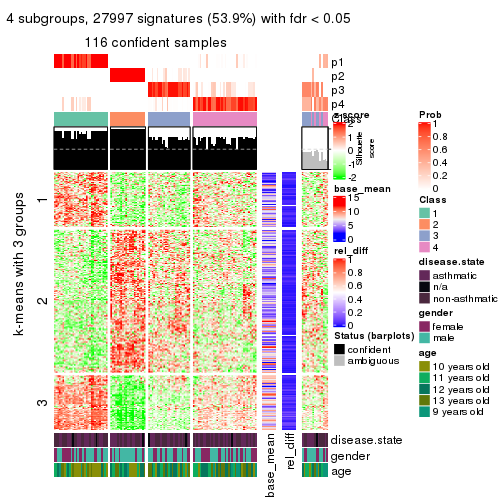 4 subgroups, 27997 signatures (53.9%) with fdr < 0.05
116 confident samples
p1
p2
p3
p4
Class
Silhouette
score
k-means with 3 groups
1
2
3
base_mean
rel_diff
disease.state
gender
age
z-score
2
1
0
-1
-2
base_mean
15
10
5
0
rel_diff
1
0.8
0.6
0.4
0.2
0
Status (barplots)
confident
ambiguous
Prob
1
0.8
0.6
0.4
0.2
0
Class
1
2
3
4
disease.state
asthmatic
n/a
non-asthmatic
gender
female
male
age
10 years old
11 years old
12 years old
13 years old
9 years old